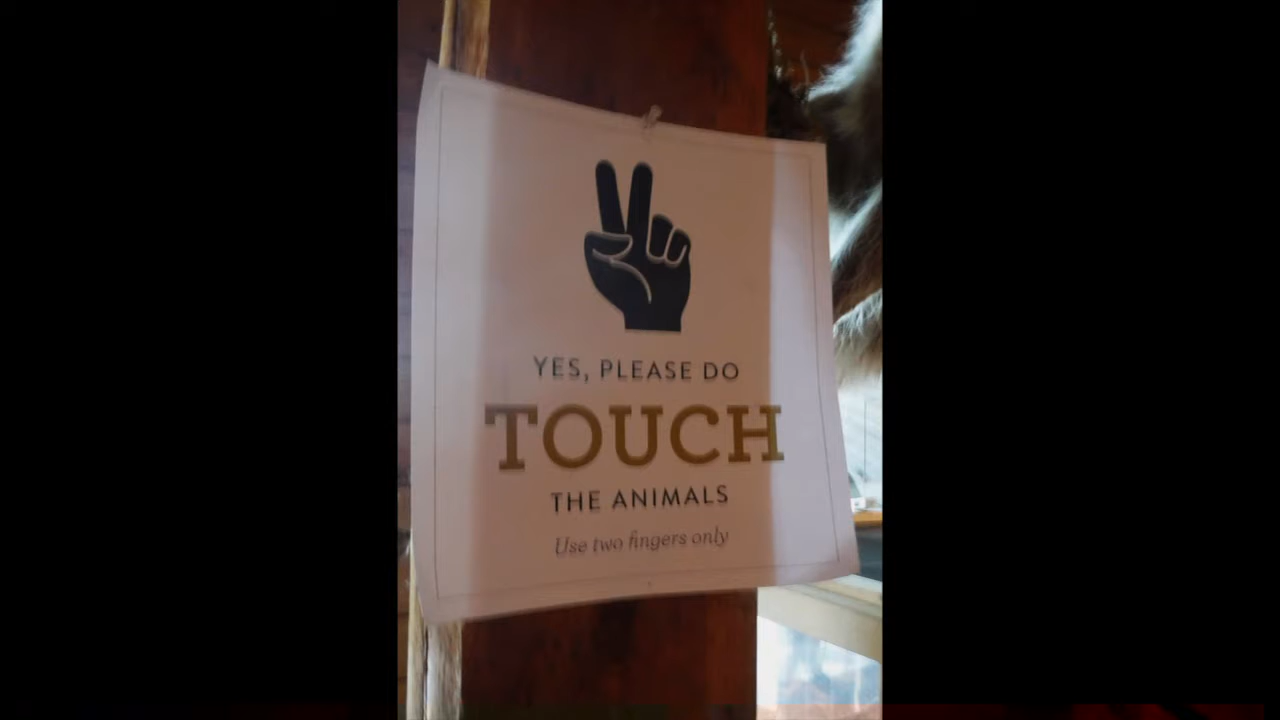 YES, PLEASE DO
TOUCH
THE ANIMALS
Use two fingers only